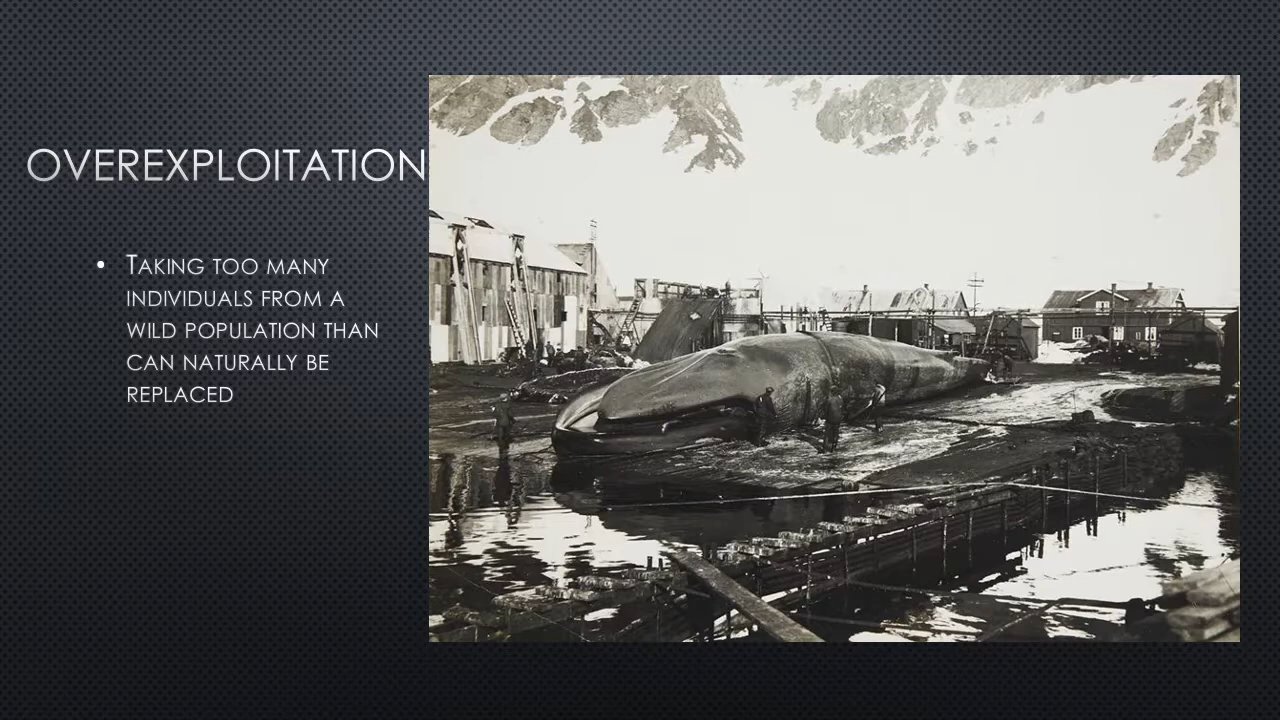 OVEREXPLOITATION
• TAKING TOO MANY
INDIVIDUALS FROM A
WILD POPULATION THAN
CAN NATURALLY BE
REPLACED